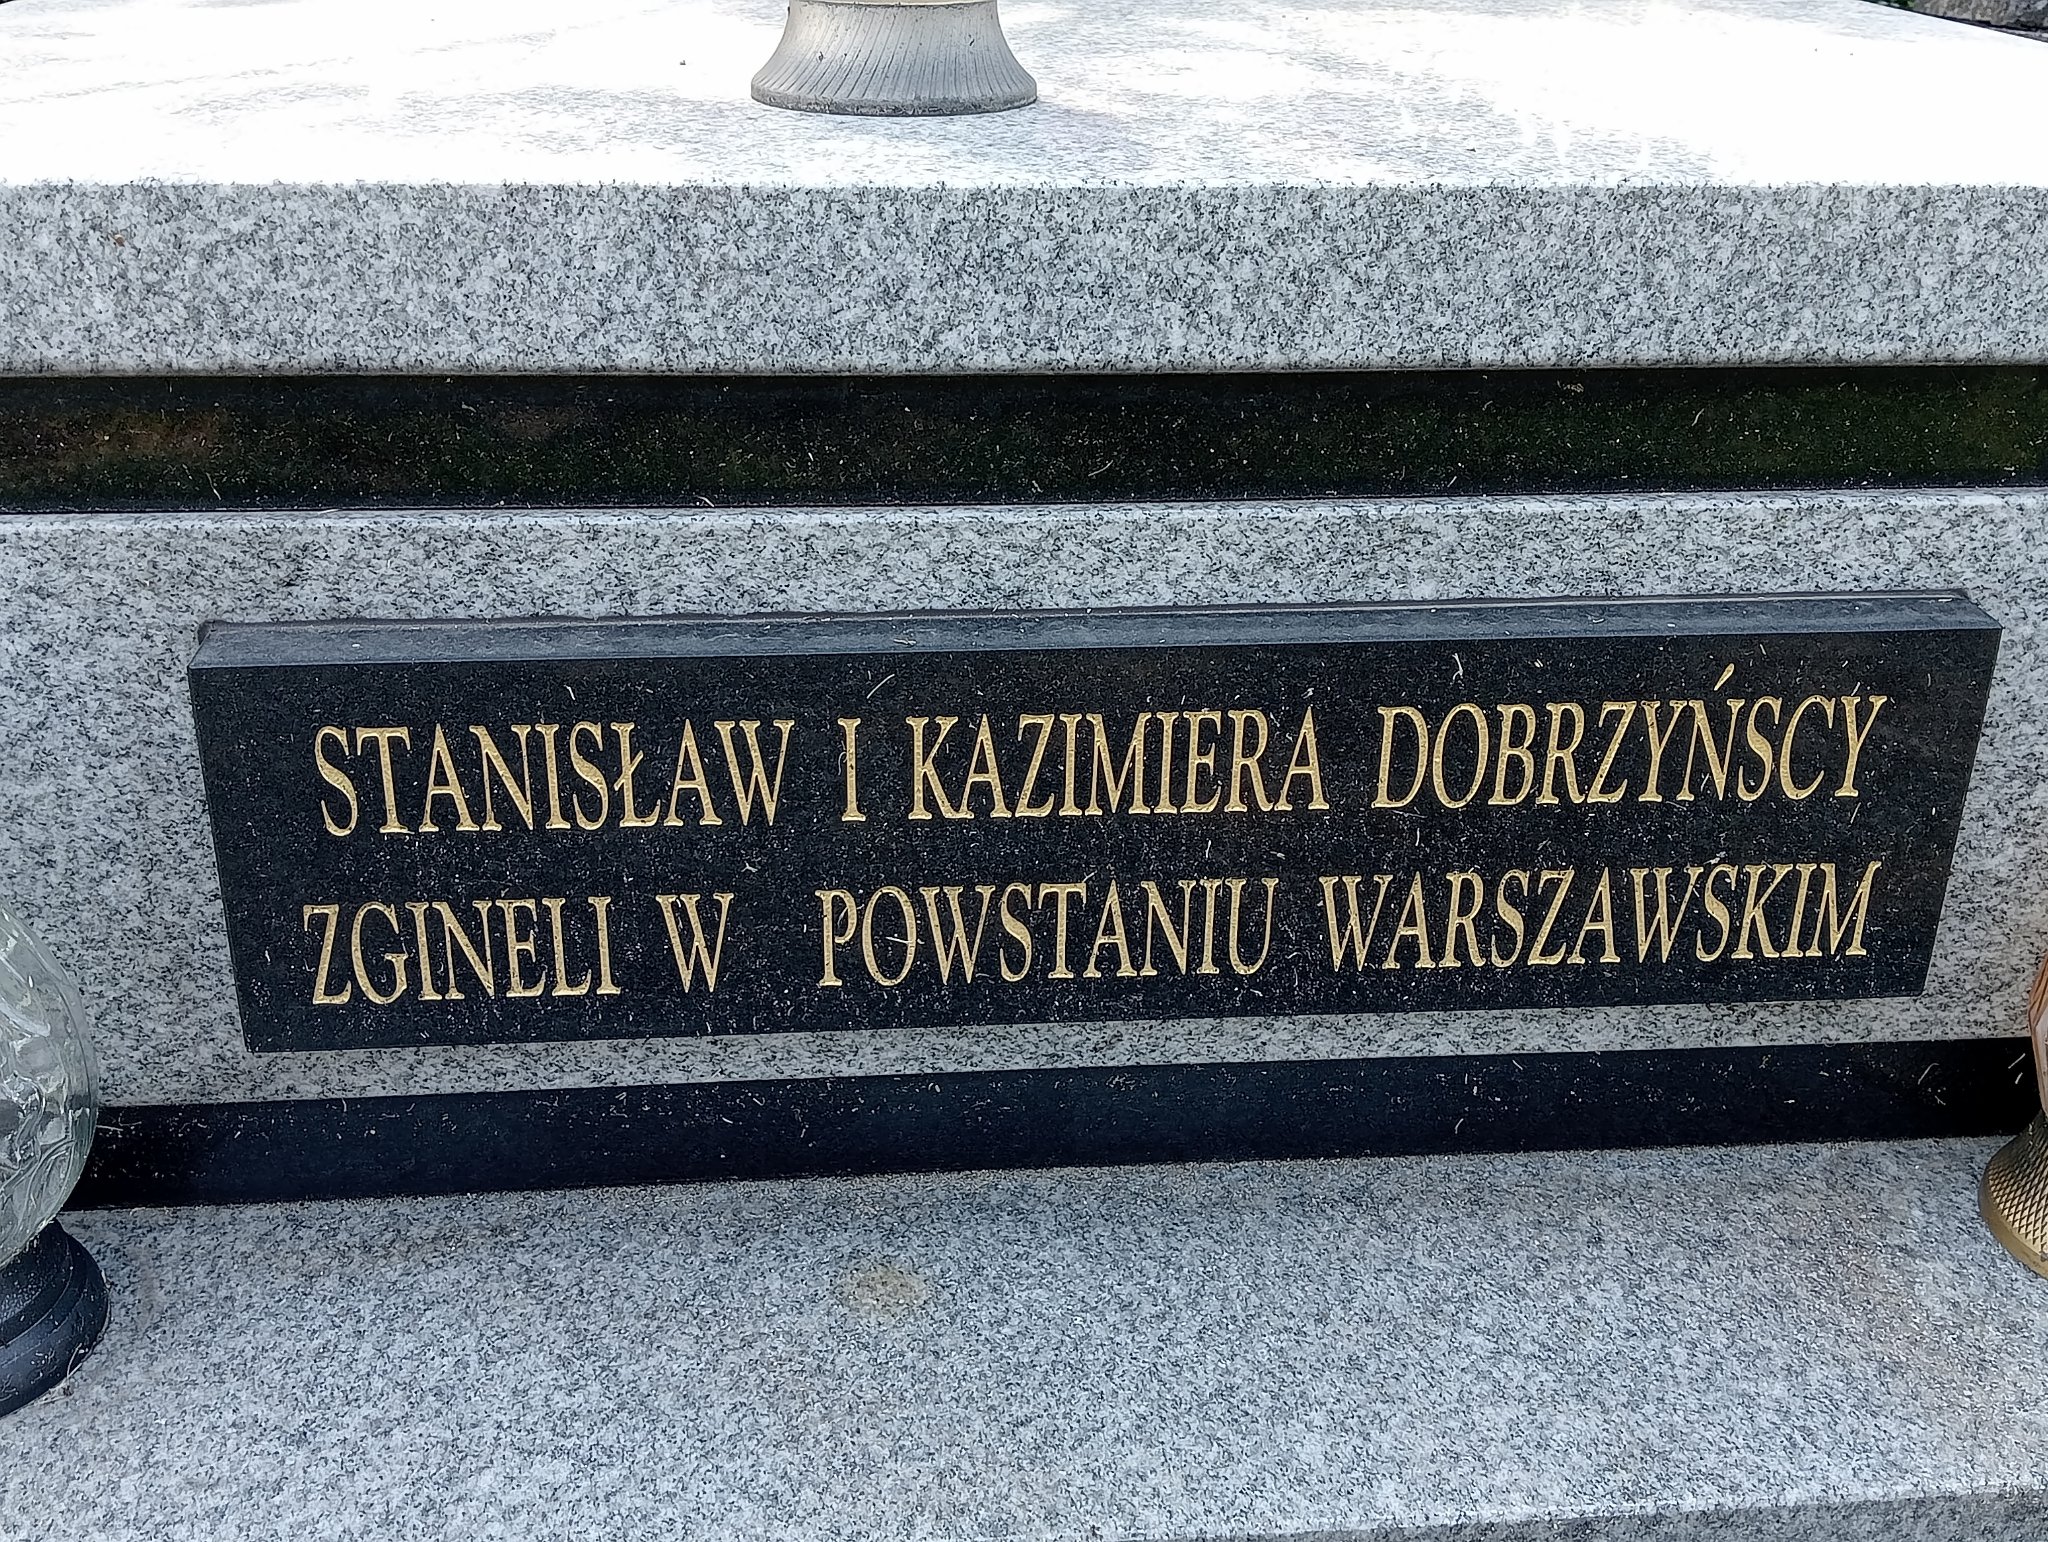 STANISŁAW I KAZIMIERA DOBRZYŃSCY
ZGINELI W POWSTANIU WARSZAWSKIM